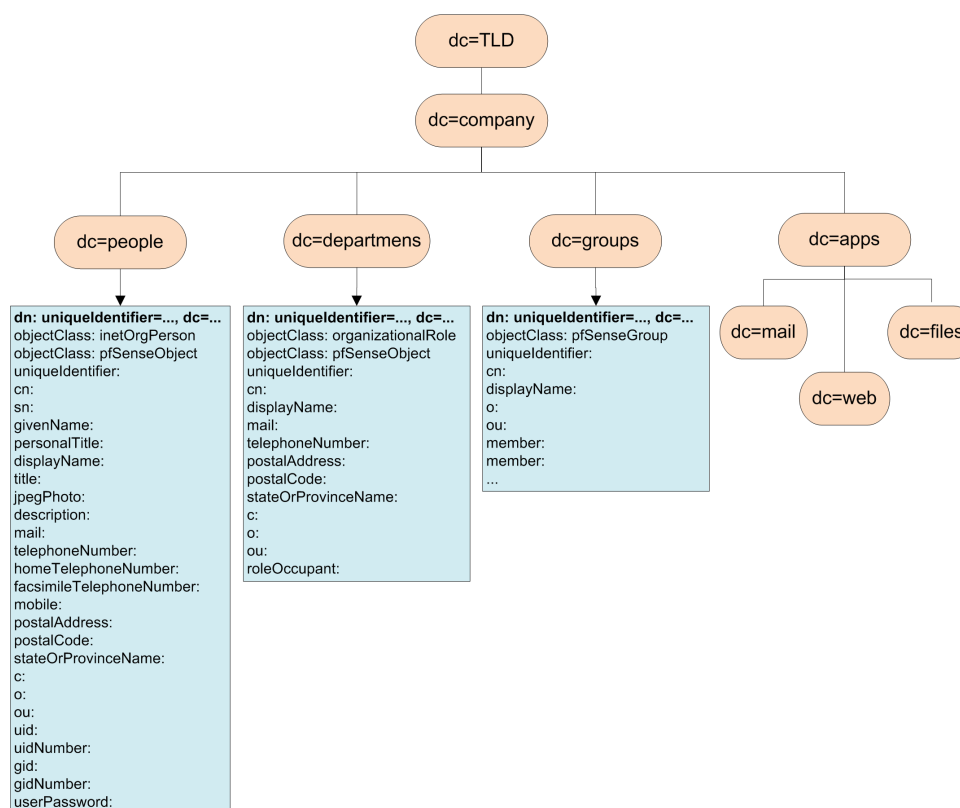 dc=TLD
dc=company
dc=people
dc=departmens
dc=groups
dc=apps
dn: uniqueIdentifier=..., dc=...
objectClass: inetOrgPerson
objectClass: pfSenseObject
uniqueIdentifier:
cn:
sn:
givenName:
personalTitle:
displayName:
title:
jpegPhoto:
description:
mail:
telephoneNumber:
homeTelephoneNumber:
facsimileTelephoneNumber:
mobile:
postalAddress:
postalCode:
stateOrProvinceName:
c:
o:
ou:
uid:
uidNumber:
gid:
gidNumber:
userPassword:
dn: uniqueIdentifier=..., dc=...
objectClass: organizationalRole
objectClass: pfSenseObject
uniqueIdentifier:
cn:
displayName:
mail:
telephoneNumber:
postalAddress:
postalCode:
stateOrProvinceName:
c:
o:
ou:
roleOccupant:
dn: uniqueIdentifier=..., dc=...
objectClass: pfSenseGroup
uniqueIdentifier:
cn:
displayName:
o:
ou:
member:
member:
...
dc=mail
dc=files
dc=web